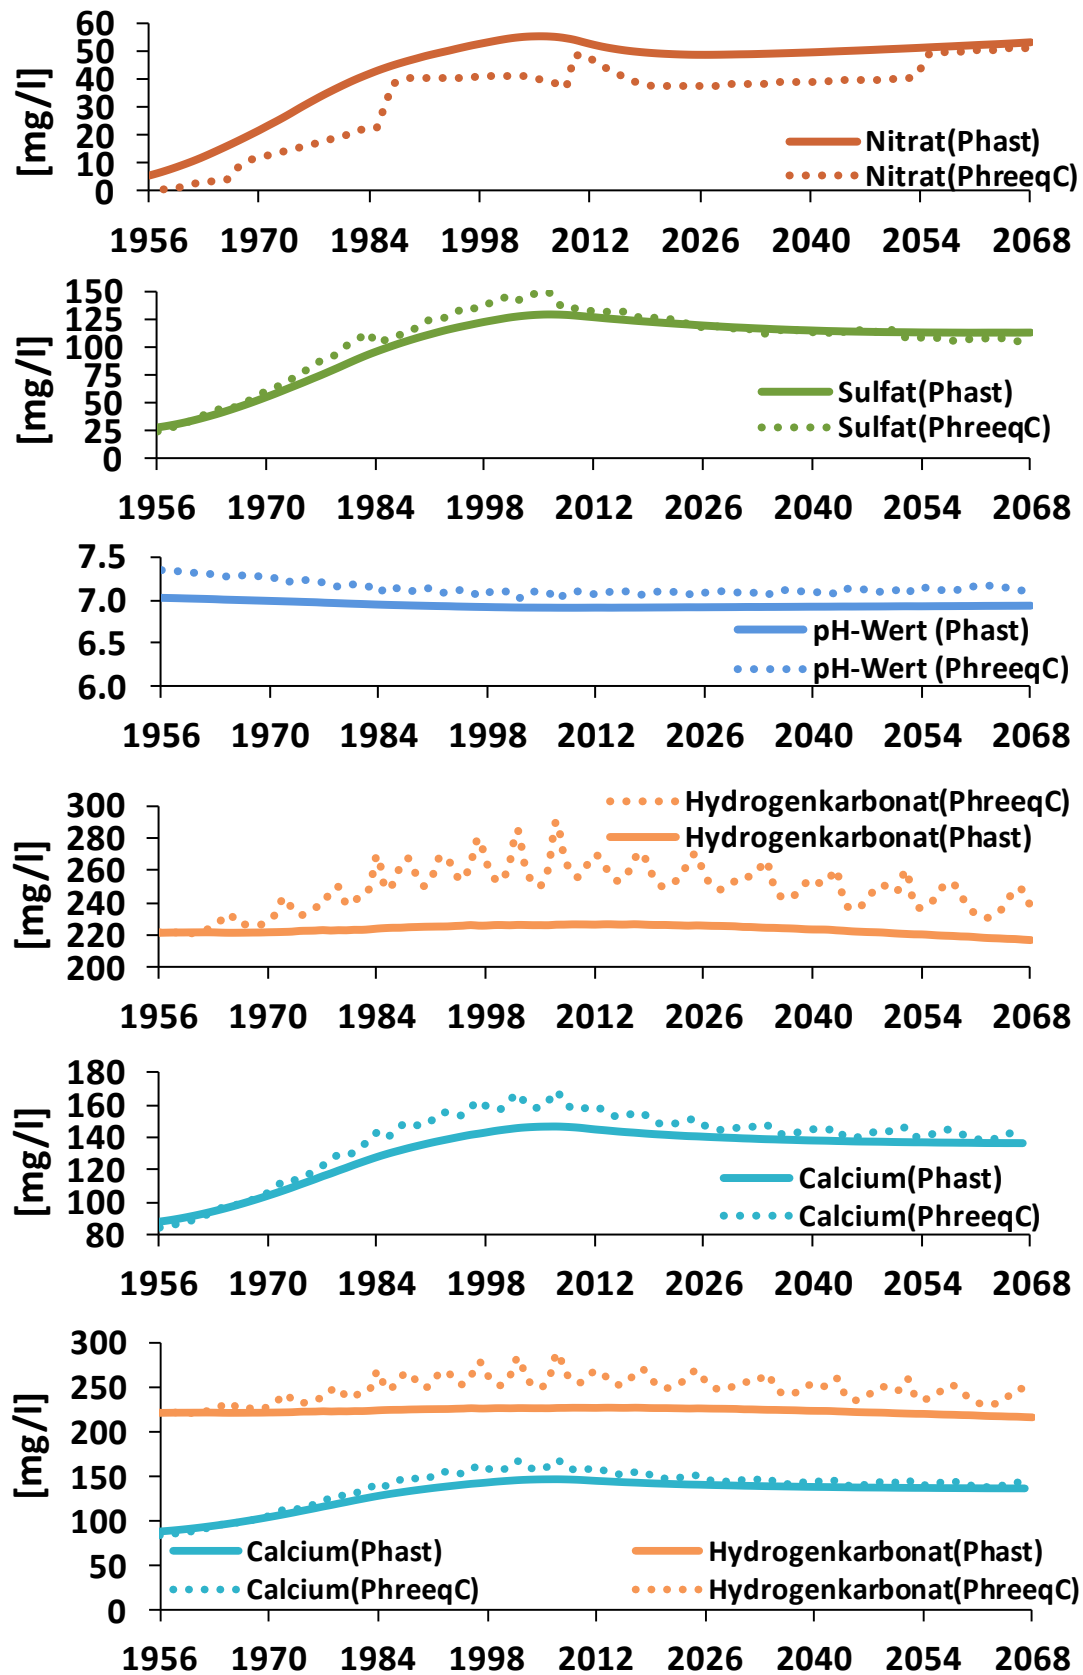 60
50
40
30
20
10
0
[mg/l]
Nitrat(Phast)
Nitrat(PhreeqC)
1956 1970 1984 1998 2012 2026 2040 2054 2068
150
125
100
75
50
25
0
[mg/l]
Sulfat(Phast)
Sulfat(PhreeqC)
1956 1970 1984 1998 2012 2026 2040 2054 2068
7.5
7.0
6.5
6.0
pH-Wert (Phast)
pH-Wert (PhreeqC)
1956 1970 1984 1998 2012 2026 2040 2054 2068
300
280
260
240
220
200
[mg/l]
Hydrogenkarbonat(PhreeqC)
Hydrogenkarbonat(Phast)
1956 1970 1984 1998 2012 2026 2040 2054 2068
180
160
140
120
100
80
[mg/l]
Calcium(Phast)
Calcium(PhreeqC)
1956 1970 1984 1998 2012 2026 2040 2054 2068
300
250
200
150
100
50
0
[mg/l]
Calcium(Phast) Hydrogenkarbonat(Phast)
Calcium(PhreeqC) Hydrogenkarbonat(PhreeqC)
1956 1970 1984 1998 2012 2026 2040 2054 2068